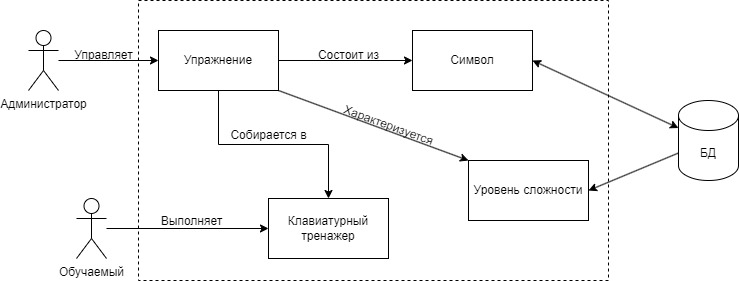 Управляет
Упражнение
Состоит из
Символ
Администратор
Характеризуется
Собирается в
БД
Уровень сложности
Выполняет
Клавиатурный
тренажер
Обучаемый